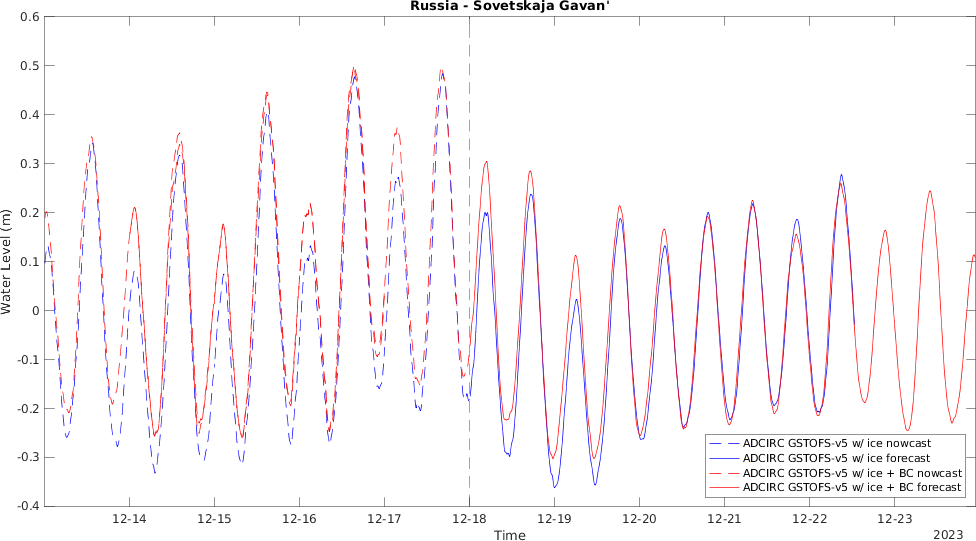 Russia - Sovetskaja Gavan'
0.6
0.5
0.4
0.3
0.2
0.1
0
-0.1
-0.2
-0.3
-0.4
Water Level (m)
ADCIRC GSTOFS-v5 w/ ice nowcast
ADCIRC GSTOFS-v5 w/ ice forecast
ADCIRC GSTOFS-v5 w/ ice + BC nowcast
ADCIRC GSTOFS-v5 w/ ice + BC forecast
12-14 12-15 12-16 12-17 12-18 12-19 12-20 12-21 12-22 12-23
Time
2023